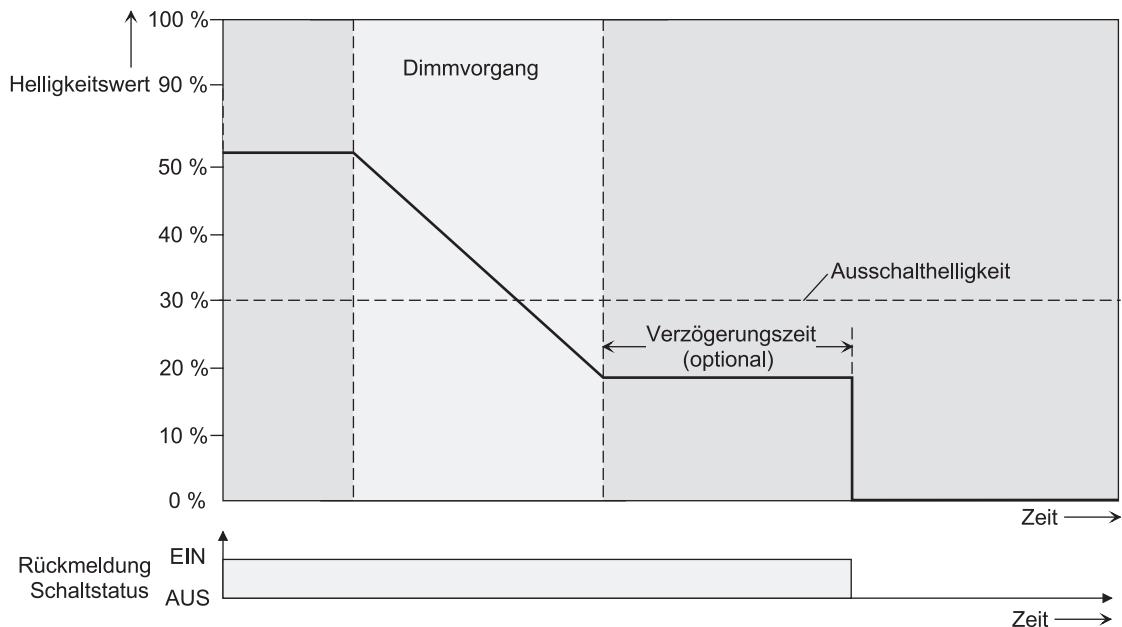 100 %
Dimmvorgang
Helligkeitswert 90 %
50 %
40 %
Ausschalthelligkeit
30 %
Verzögerungszeit
(optional)
20 %
10 %
0 %
Zeit
Rückmeldung
Schaltstatus
EIN
AUS
Zeit